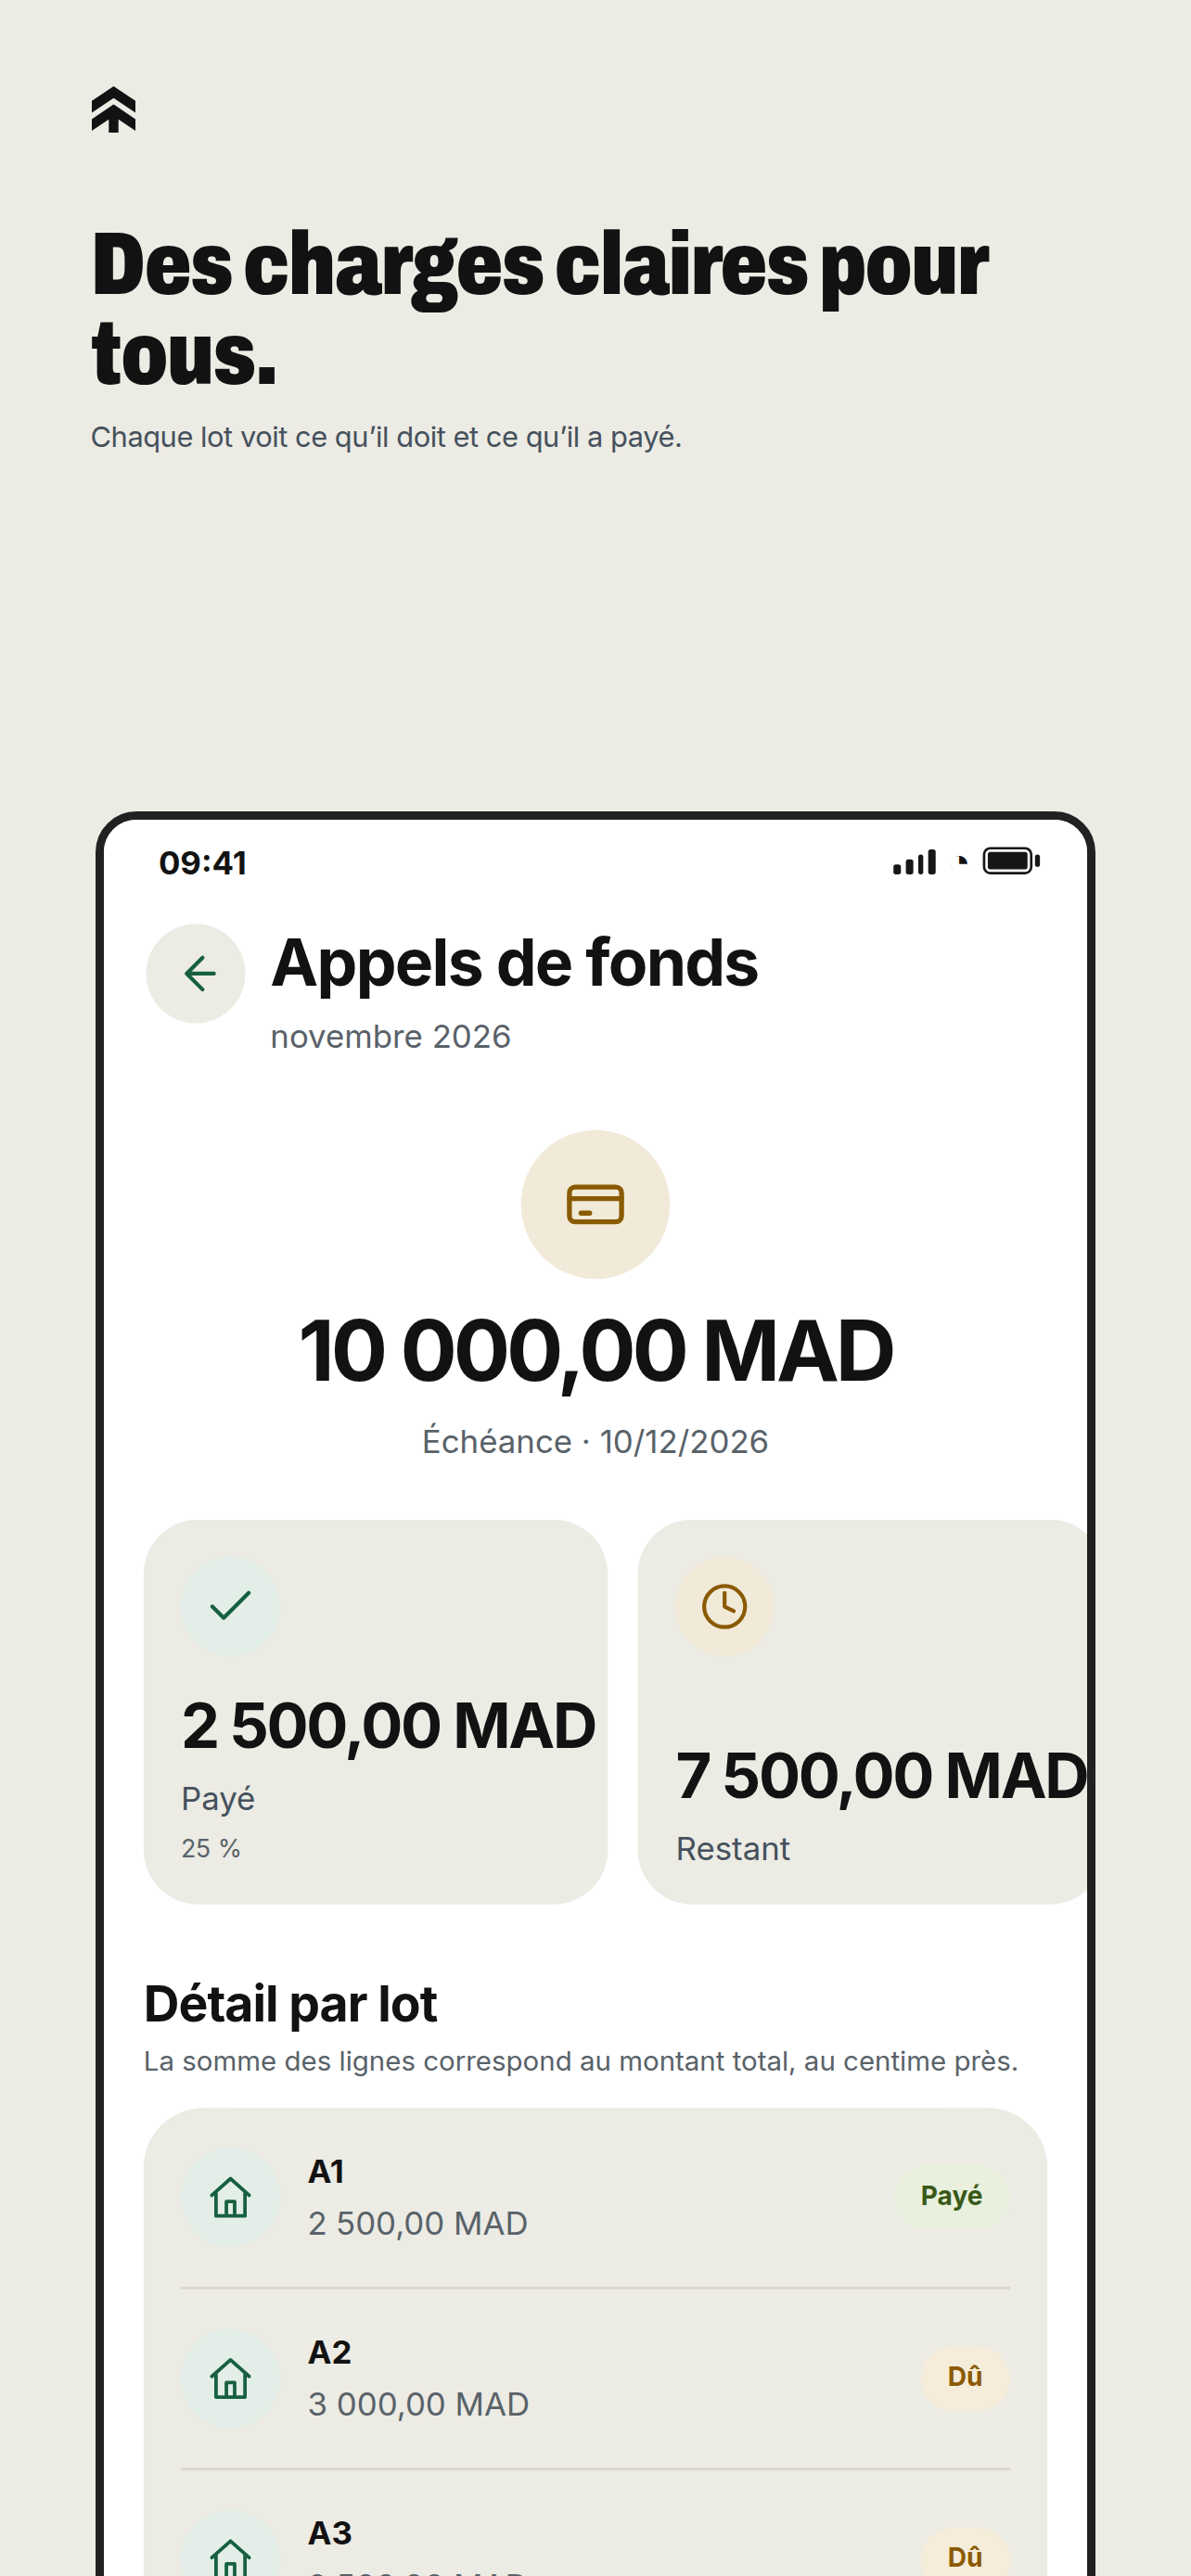 Des charges claires pour
tous.
Chaque lot voit ce qu’il doit et ce qu’il a payé.
09:41
Appels de fonds
novembre 2026
10 000,00 MAD
Échéance · 10/12/2026
2 500,00 MAD
Payé
25 %
7 500,00 MAD
Restant
Détail par lot
La somme des lignes correspond au montant total, au centime près.
A1
2 500,00 MAD
Payé
A2
3 000,00 MAD
Dû
A3
Dû